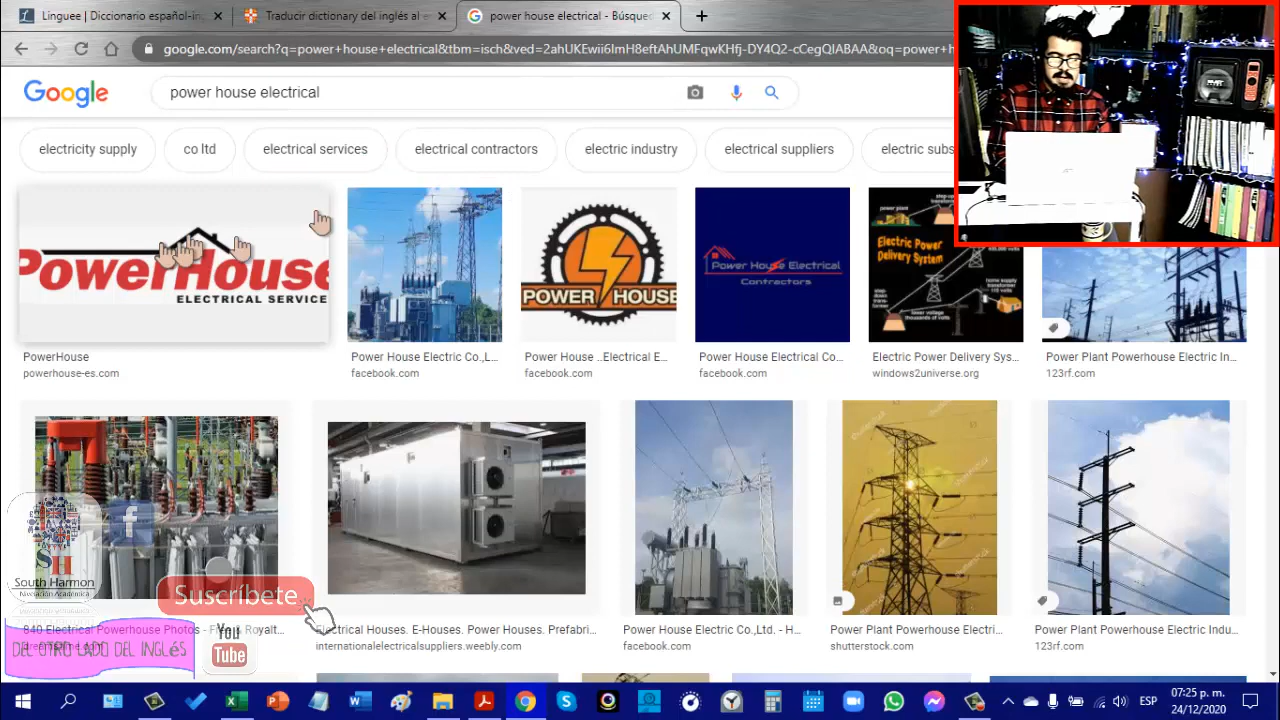 Linguee | Diccionario español-in
Traducir dictionary del inglés al e
power house electrical - Búsque
google.com/search?q=power+house+electrical&tbm=isch&ved=2ahUKEwii6ImH8eftAhUMFqwKHfj-DY4Q2-cCegQIABAA&oq=power+h
Google
power house electrical
electricity supply
co ltd
electrical services
electrical contractors
electric industry
electrical suppliers
electric subs
PowerHouse
ELECTRICAL SERVICE
POWER HOUSE
Power House Electrical
Contractors
power plant
Electric Power
Delivery System
PowerHouse
powerhouse-es.com
Power House Electric Co.,L...
facebook.com
Power House ..Electrical E...
facebook.com
Power House Electrical Co...
facebook.com
Electric Power Delivery Sys...
windows2universe.org
Power Plant Powerhouse Electric In...
123rf.com
South Harmon
Nivelación Académica
Suscríbete
DEL OTRO LADO DEL INGLéS
You
Tube
840 Electrical Powerhouse Photos - Royalt...
Electrical Houses. E-Houses. Power Houses. Prefabri...
internationalelectricalsuppliers.weebly.com
Power House Electric Co.,Ltd. - H...
facebook.com
Power Plant Powerhouse Electri...
shutterstock.com
Power Plant Powerhouse Electric Indu...
123rf.com
ESP
07:25 p. m.
24/12/2020